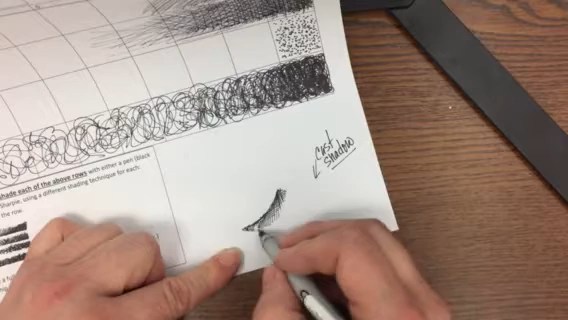 cast
shadow
shade each of the above rows with either a pen (black
Sharpie, using a different shading technique for each
the row.